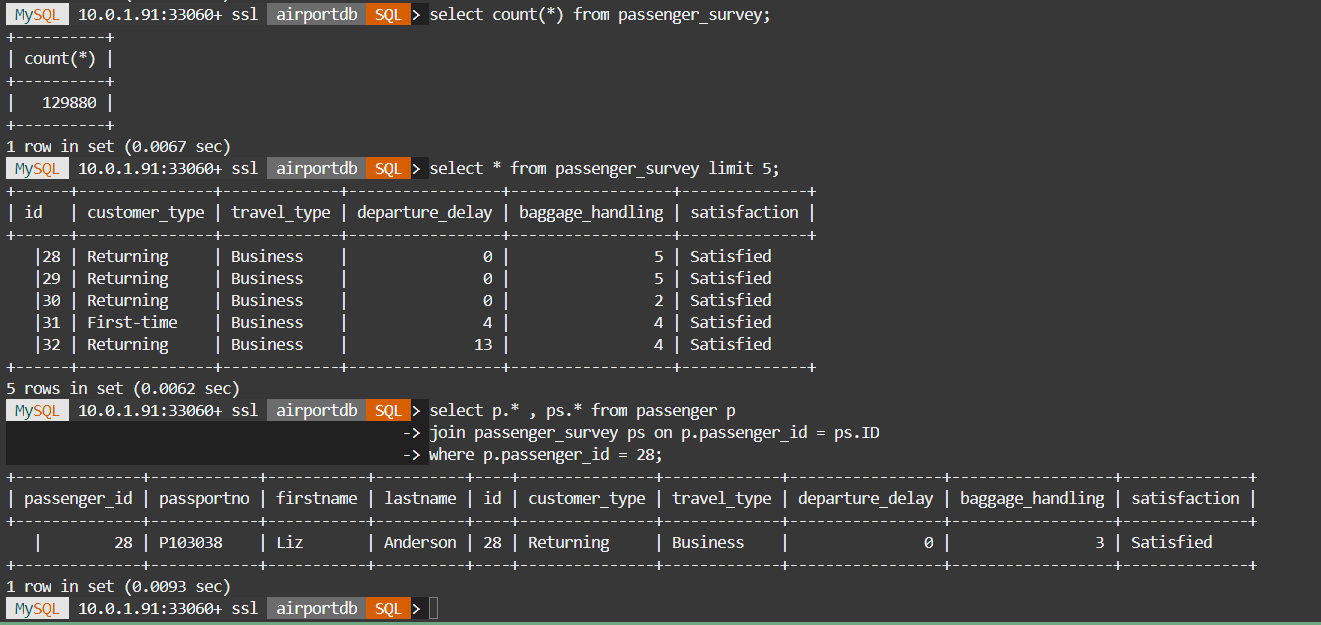 MySQL 10.0.1.91:33060+ ssl airportdb SQL > select count(*) from passenger_survey;
+----------+
| count(*) |
+----------+
|   129880 |
+----------+
1 row in set (0.0067 sec)
MySQL 10.0.1.91:33060+ ssl airportdb SQL > select * from passenger_survey limit 5;
+------+---------------+-------------+-----------------+------------------+--------------+
| id   | customer_type | travel_type | departure_delay | baggage_handling | satisfaction |
+------+---------------+-------------+-----------------+------------------+--------------+
   |28 | Returning     | Business    |               0 |                5 | Satisfied
   |29 | Returning     | Business    |               0 |                5 | Satisfied
   |30 | Returning     | Business    |               0 |                2 | Satisfied
   |31 | First-time    | Business    |               4 |                4 | Satisfied
   |32 | Returning     | Business    |              13 |                4 | Satisfied
+------+---------------+-------------+-----------------+------------------+--------------+
5 rows in set (0.0062 sec)
MySQL 10.0.1.91:33060+ ssl airportdb SQL > select p.* , ps.* from passenger p
-> join passenger_survey ps on p.passenger_id = ps.ID
-> where p.passenger_id = 28;
+--------------+------------+-----------+----------+----+---------------+-------------+-----------------+------------------+--------------+
| passenger_id | passportno | firstname | lastname | id | customer_type | travel_type | departure_delay | baggage_handling | satisfaction |
+--------------+------------+-----------+----------+----+---------------+-------------+-----------------+------------------+--------------+
   |        28 | P103038    | Liz       | Anderson | 28 | Returning     | Business    |               0 |                3 | Satisfied
+--------------+------------+-----------+----------+----+---------------+-------------+-----------------+------------------+--------------+
1 row in set (0.0093 sec)
MySQL 10.0.1.91:33060+ ssl airportdb SQL >